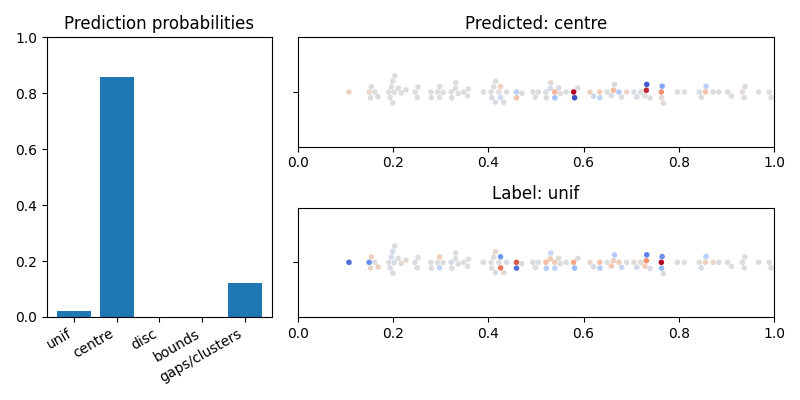 Prediction probabilities
1.0
0.8
0.6
0.4
0.2
0.0
unif
centre
disc
bounds
gaps/clusters
Predicted: centre
0.0 0.2 0.4 0.6 0.8 1.0
Label: unif
0.0 0.2 0.4 0.6 0.8 1.0